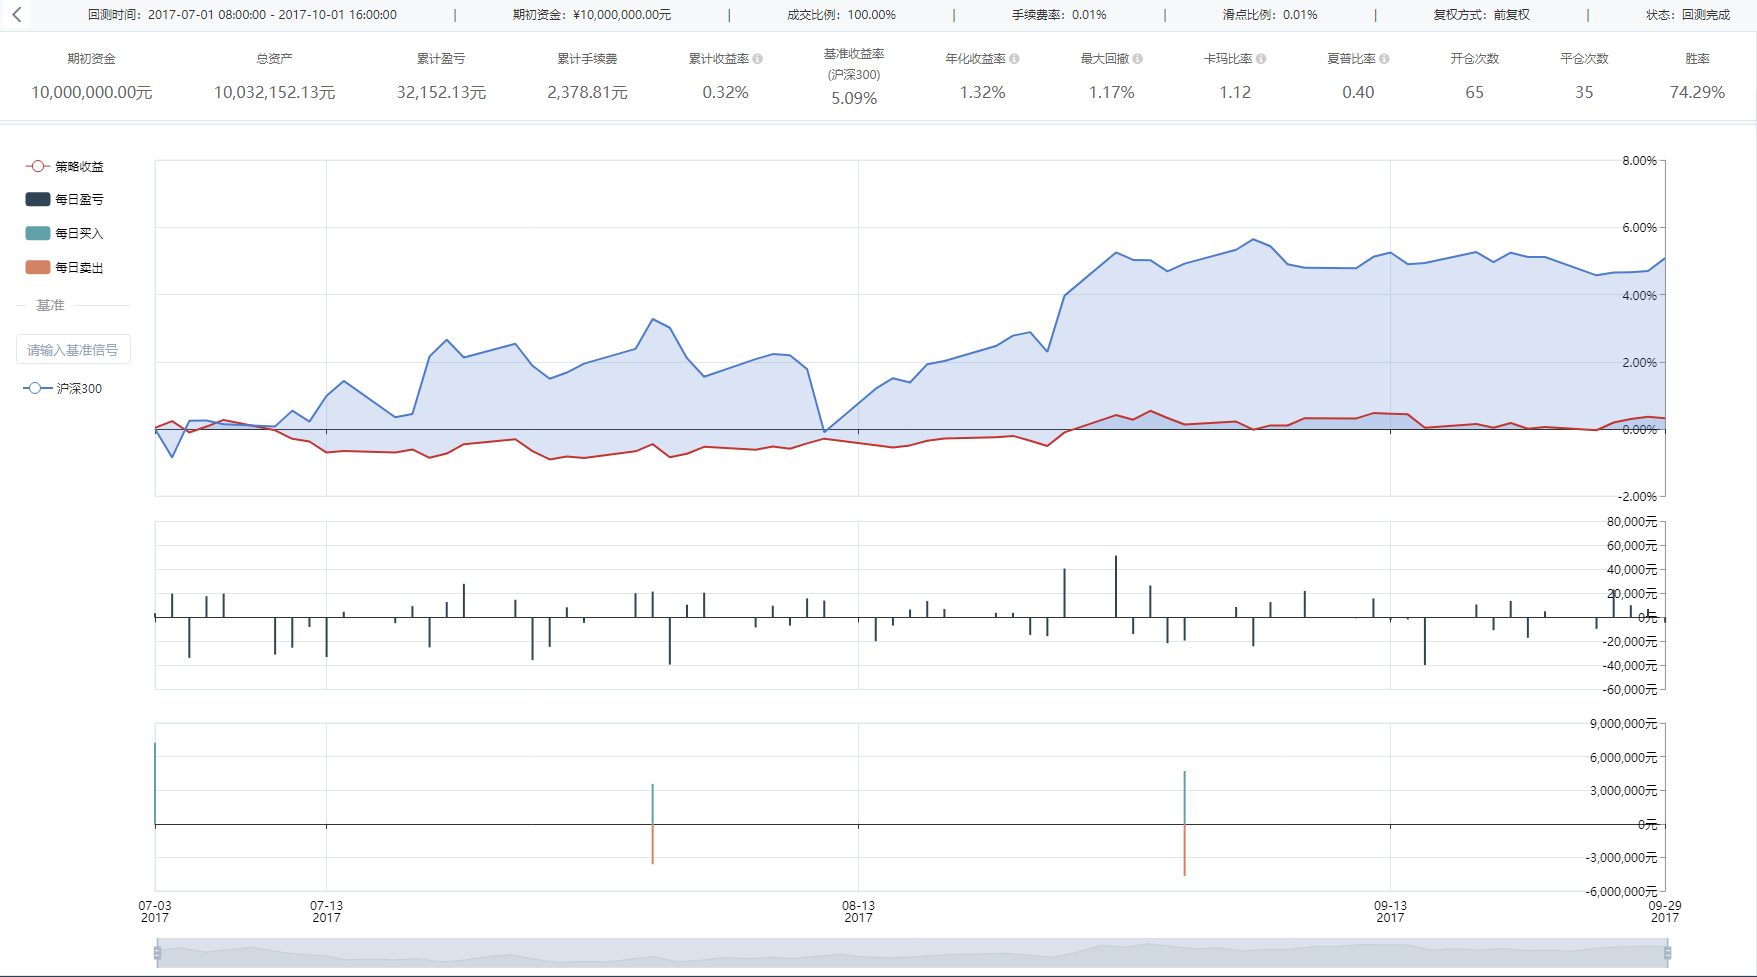 回测时间：2017-07-01 08:00:00 - 2017-10-01 16:00:00 | 期初资金：¥10,000,000.00元 | 成交比例：100.00% | 手续费率：0.01% | 滑点比例：0.01% | 复权方式：前复权 | 状态：回测完成
期初资金 总资产 累计盈亏 累计手续费 累计收益率 基准收益率 年化收益率 最大回撤 卡玛比率 夏普比率 开仓次数 平仓次数 胜率
(沪深300)
10,000,000.00元 10,032,152.13元 32,152.13元 2,378.81元 0.32% 5.09% 1.32% 1.17% 1.12 0.40 65 35 74.29%
策略收益
每日盈亏
每日买入
每日卖出
基准
请输入基准信号
沪深300
8.00%
6.00%
4.00%
2.00%
0.00%
-2.00%
80,000元
60,000元
40,000元
20,000元
0元
-20,000元
-40,000元
-60,000元
9,000,000元
6,000,000元
3,000,000元
0元
-3,000,000元
-6,000,000元
07-03 07-13 08-13 09-13 09-29
2017 2017 2017 2017 2017